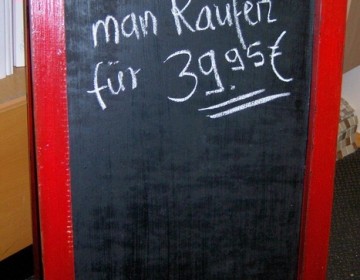 man Kaufen
für 39.95€